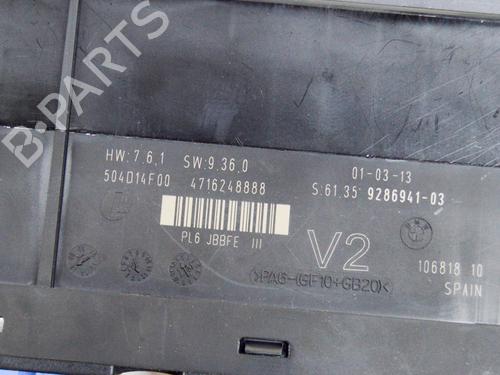 B-PARTS
HW:7,6,1 SW:9,36,0 01-03-13
504D14F00 4716248888 S:61.35 9286941-03
PL6 JBBFE III
V2
106818 10
>PA6-(GF10+GB20)<
SPAIN